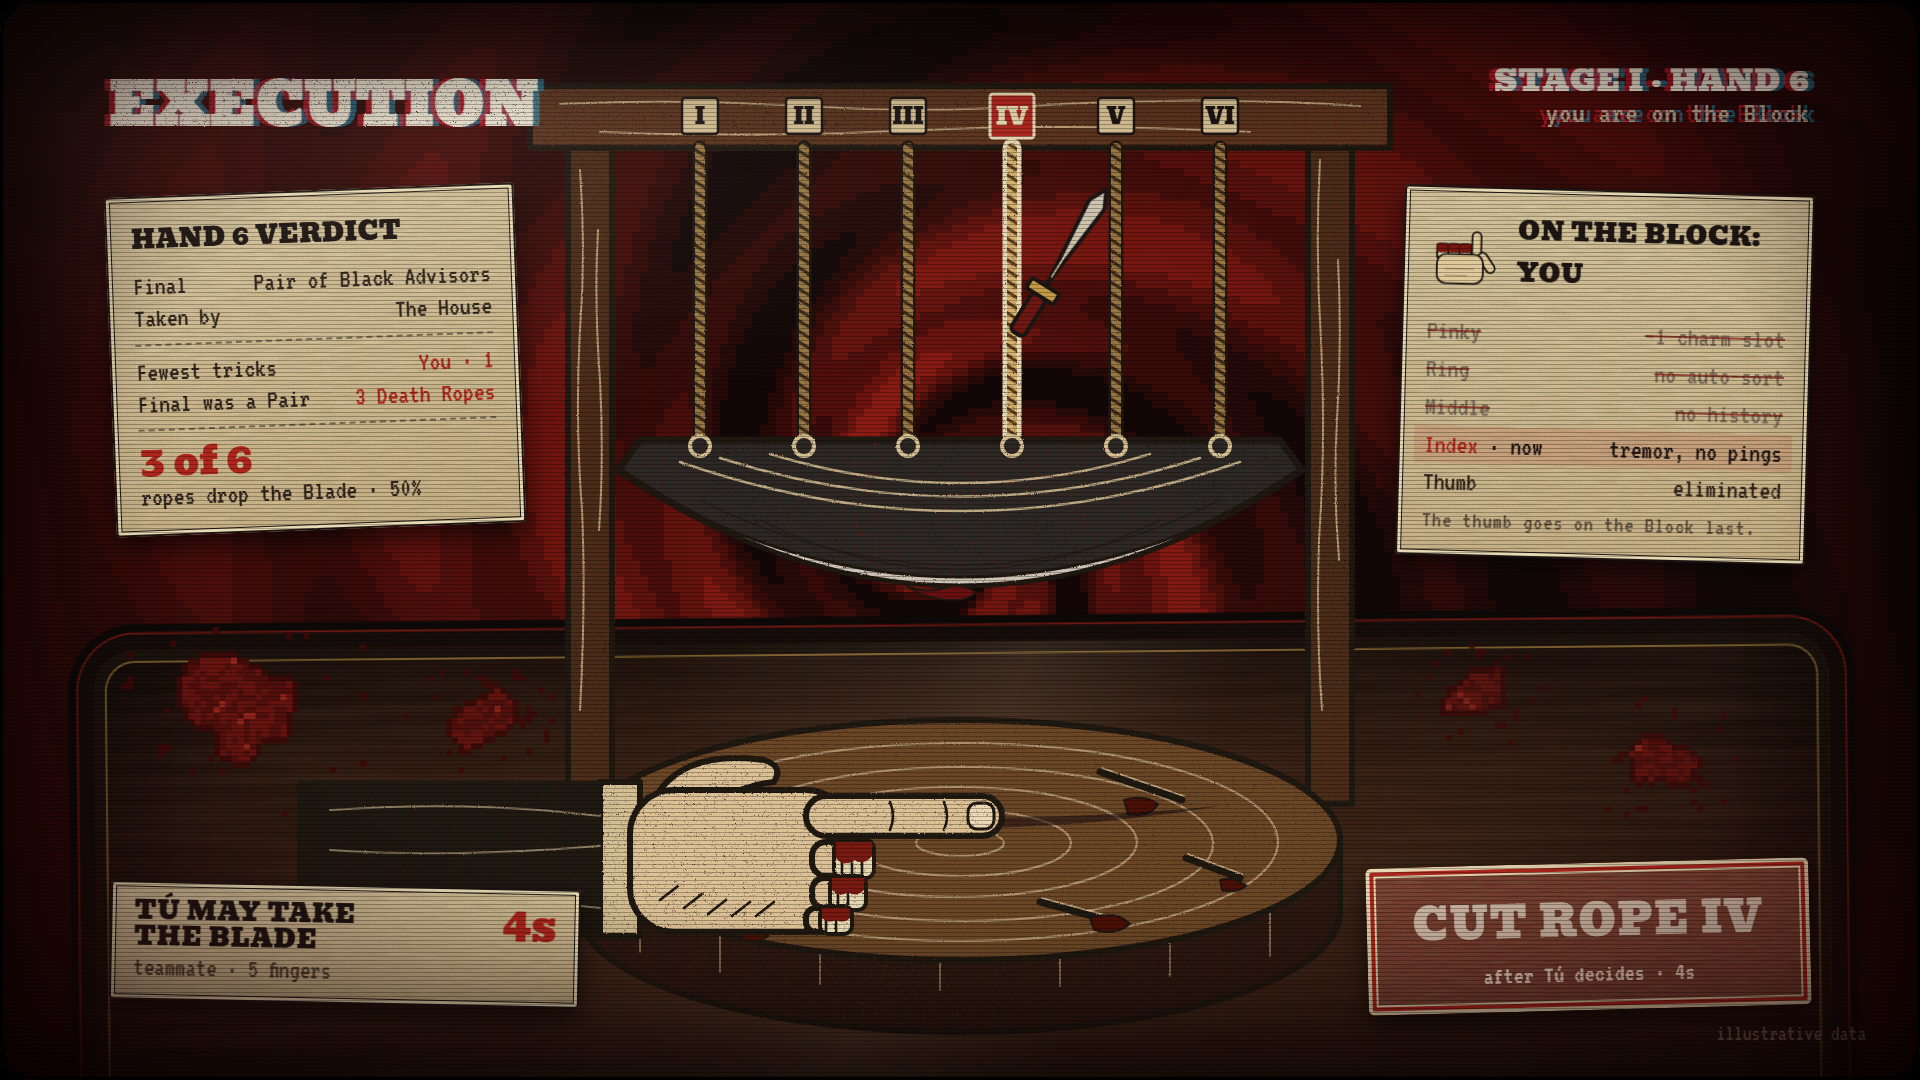 EXECUTION
STAGE I · HAND 6
you are on the Block
I II III IV V VI
HAND 6 VERDICT
Final Pair of Black Advisors
Taken by The House
Fewest tricks You · 1
Final was a Pair 3 Death Ropes
3 of 6
ropes drop the Blade · 50%
ON THE BLOCK:
YOU
Pinky -1 charm slot
Ring no auto-sort
Middle no history
Index · now tremor, no pings
Thumb eliminated
The thumb goes on the Block last.
TÚ MAY TAKE
THE BLADE
4s
teammate · 5 fingers
CUT ROPE IV
after Tú decides · 4s
illustrative data